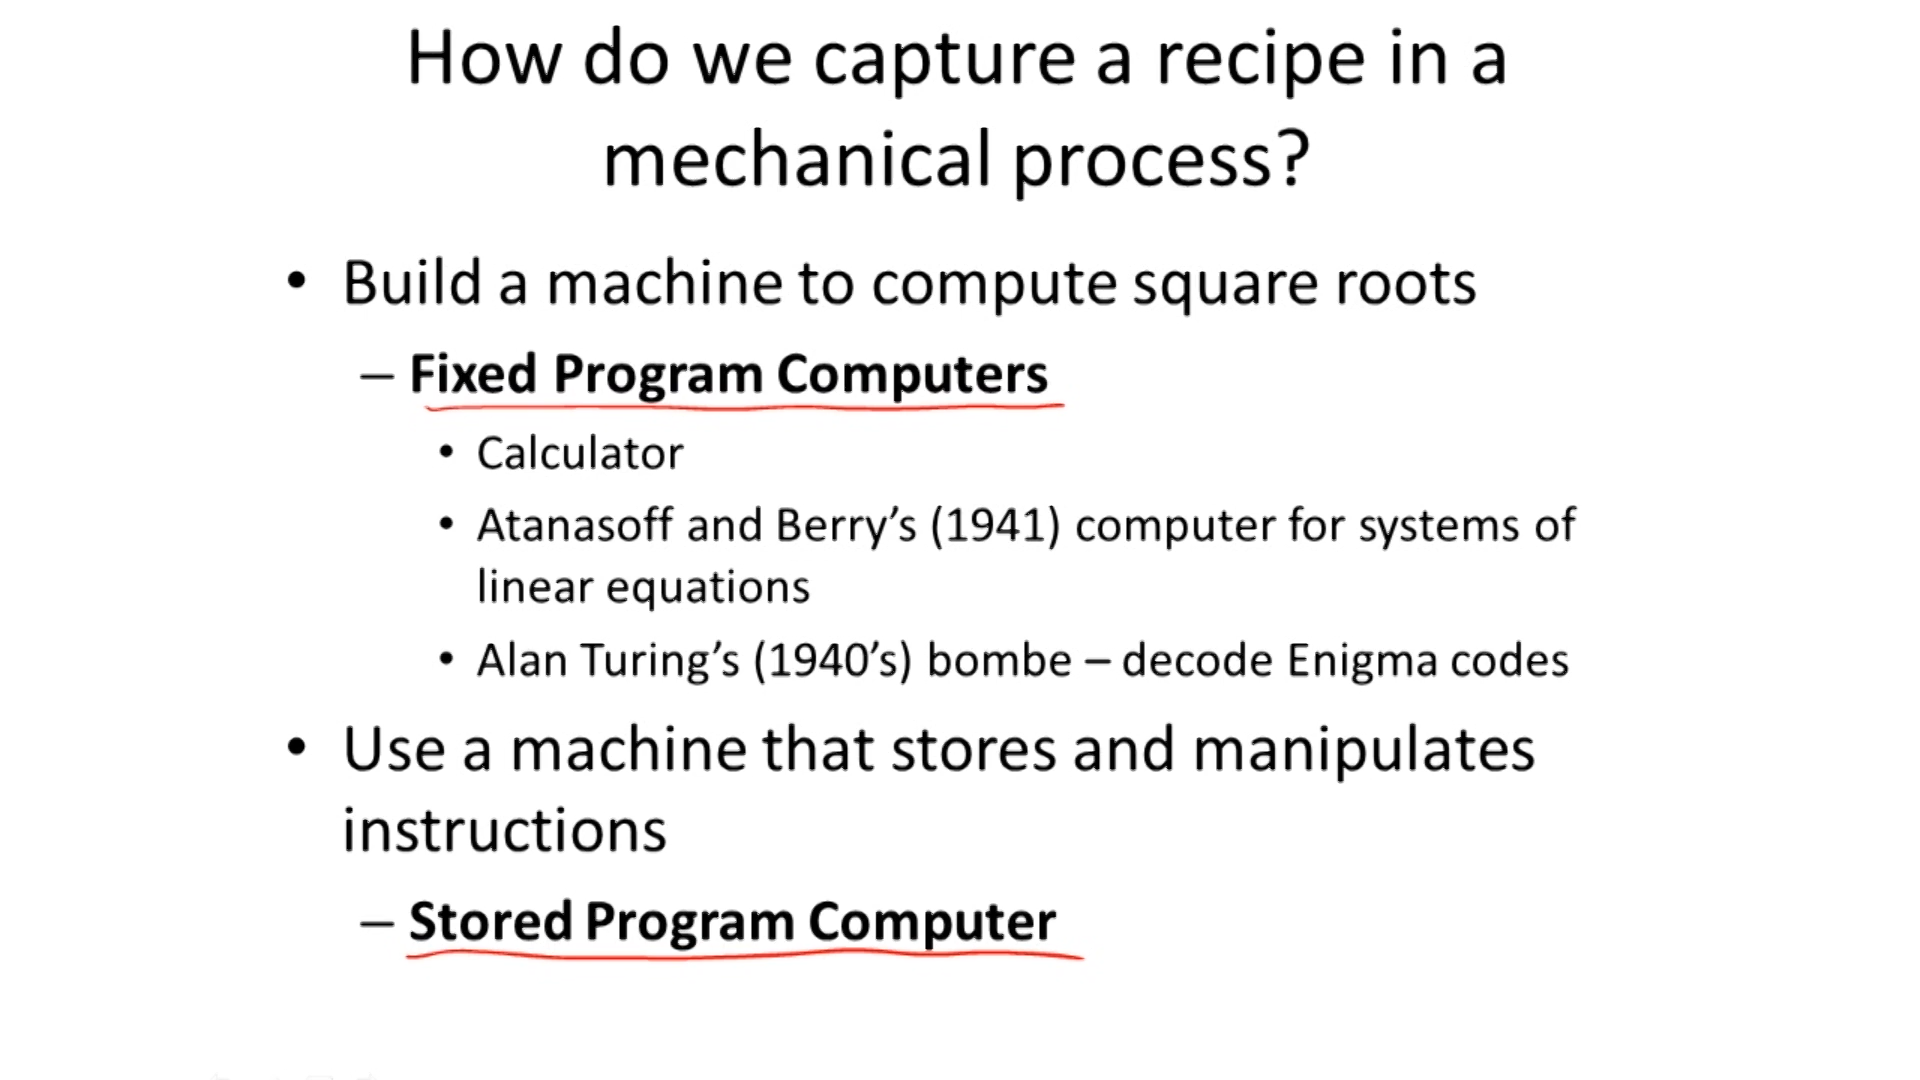 How do we capture a recipe in a
mechanical process?
• Build a machine to compute square roots
– Fixed Program Computers
• Calculator
• Atanasoff and Berry’s (1941) computer for systems of
linear equations
• Alan Turing’s (1940’s) bombe – decode Enigma codes
• Use a machine that stores and manipulates
instructions
– Stored Program Computer